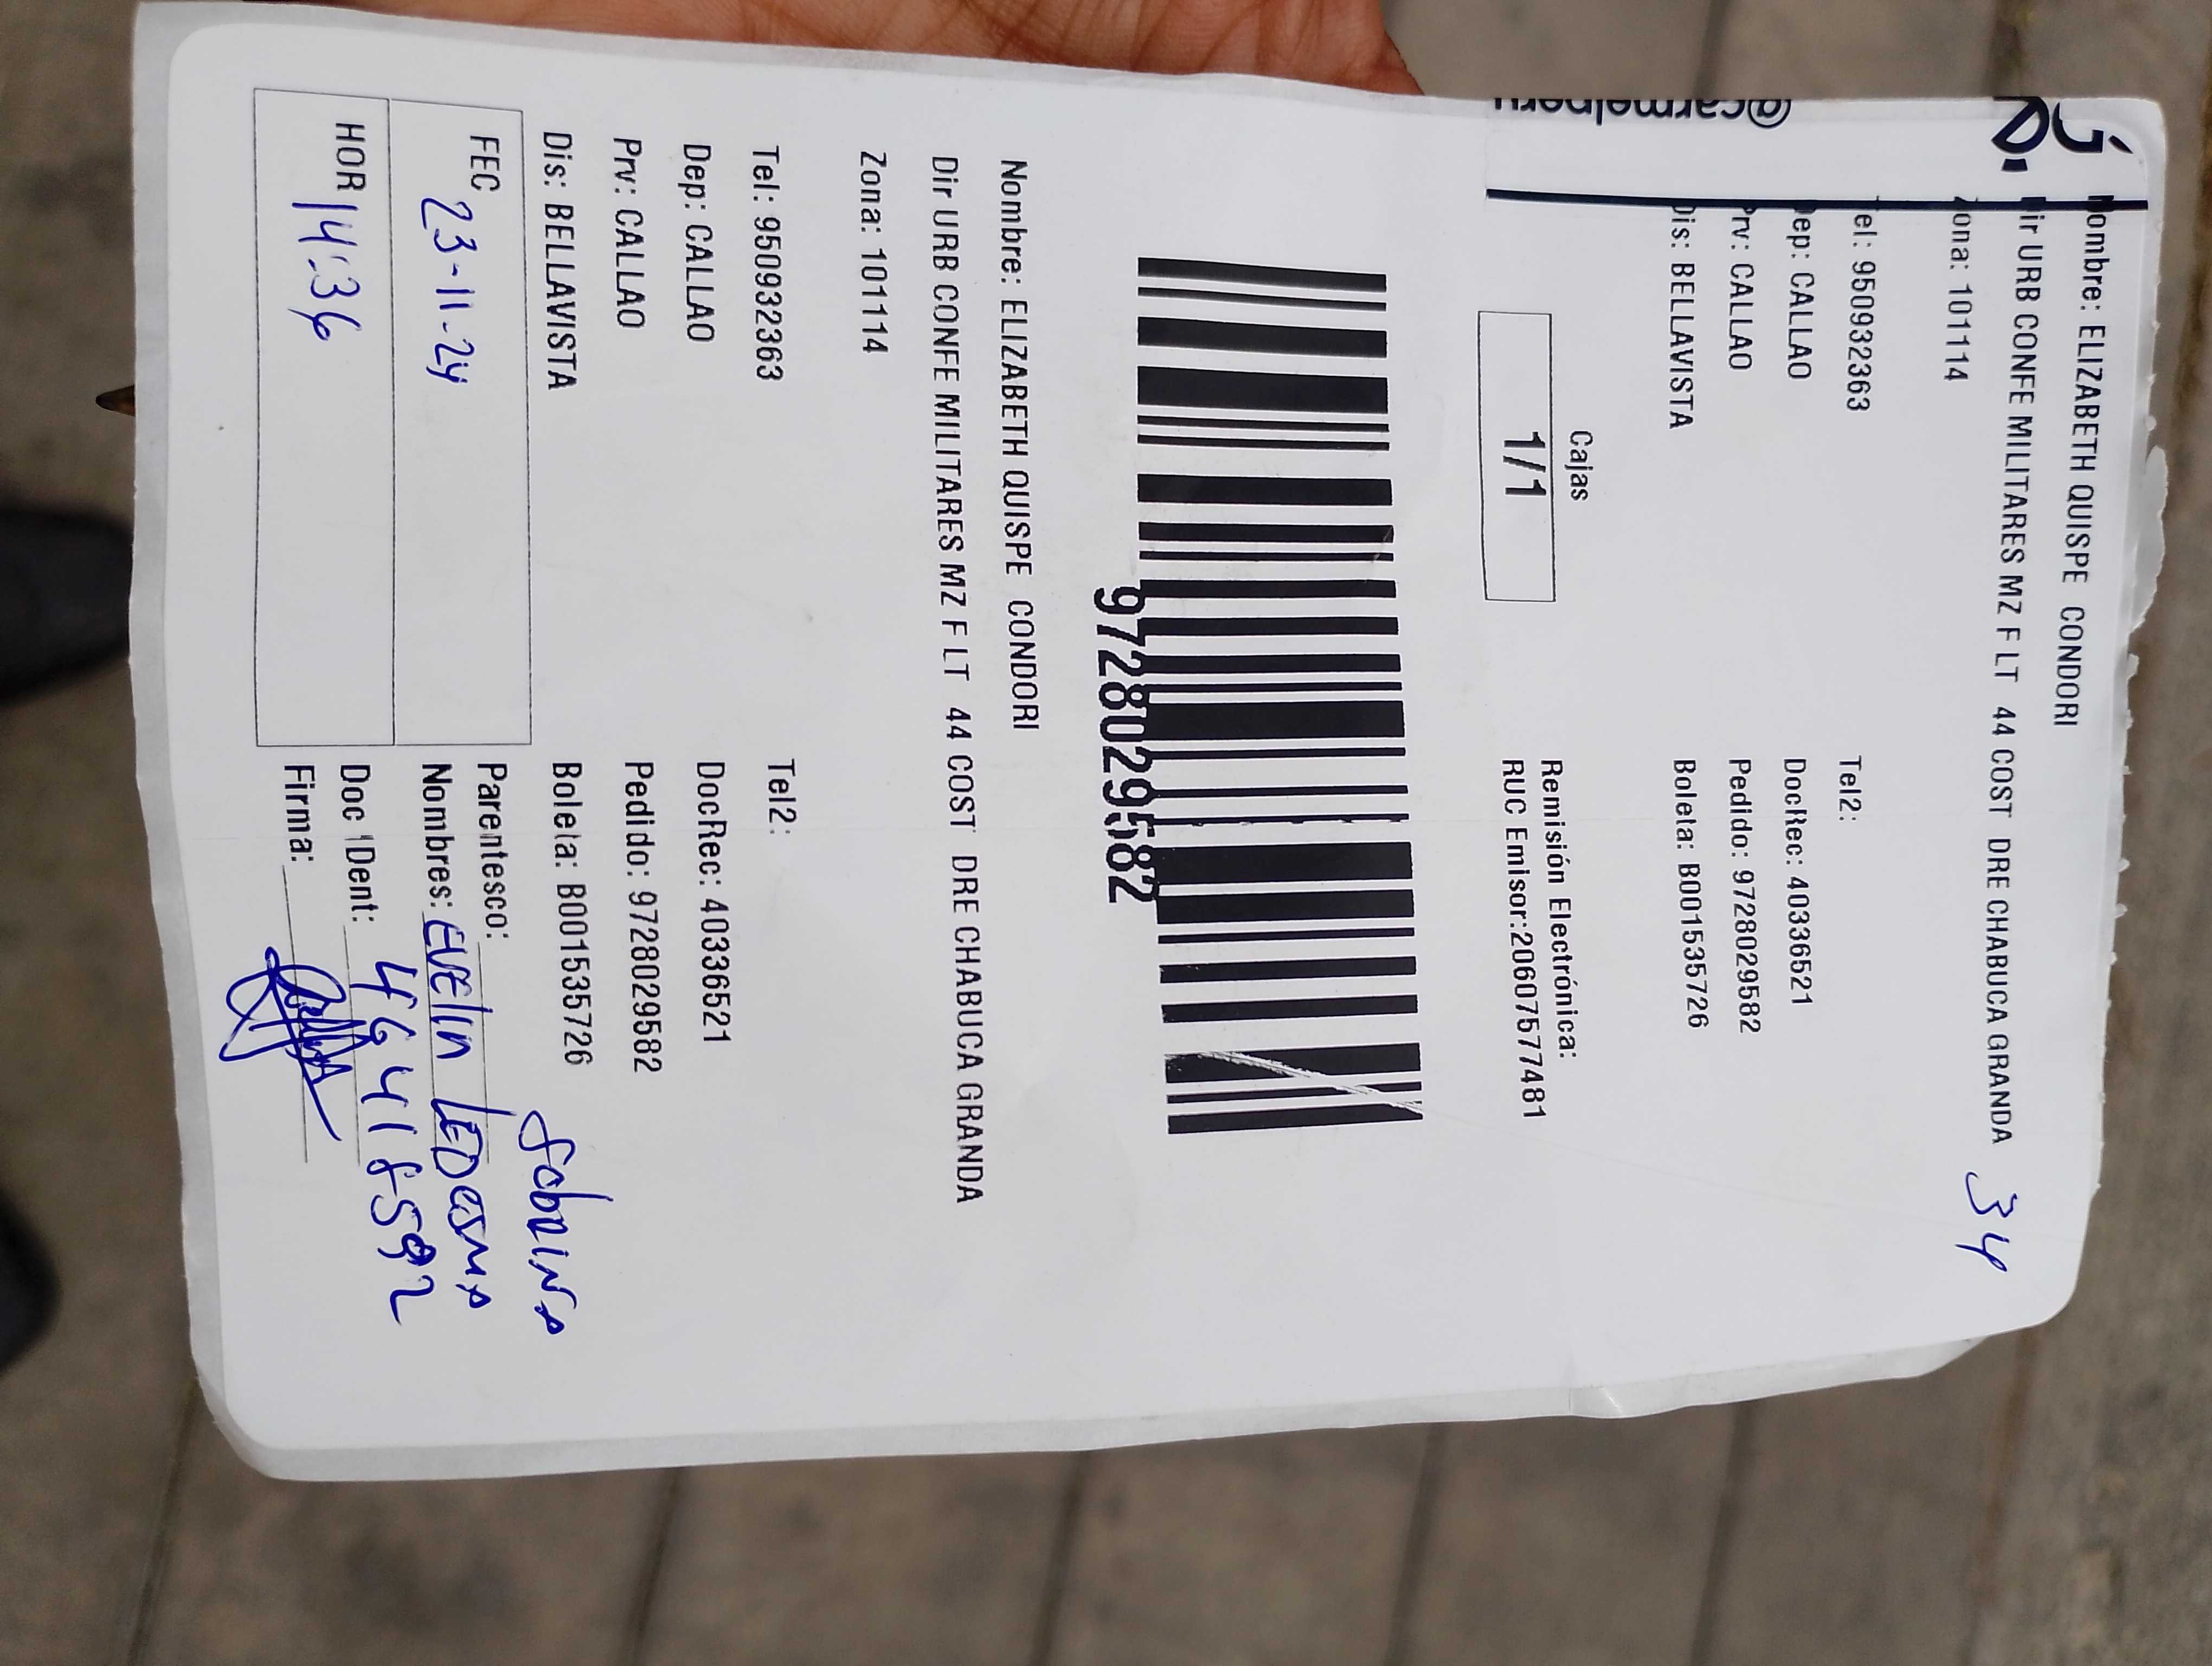 Nombre: ELIZABETH QUISPE CONDORI
Dir URB CONFE MILITARES MZ F LT 44 COST DRE CHABUCA GRANDA
34
Zona: 101114
Tel: 950932363 Tel2:
Dep: CALLAO DocRec: 40336521
Prv: CALLAO Pedido: 9728029582
Dis: BELLAVISTA Boleta: B001535726
Cajas
1/1
Remisión Electrónica:
RUC Emisor:20607577481
9728029582
Nombre: ELIZABETH QUISPE CONDORI
Dir URB CONFE MILITARES MZ F LT 44 COST DRE CHABUCA GRANDA
Zona: 101114
Tel: 950932363 Tel2:
Dep: CALLAO DocRec: 40336521
Prv: CALLAO Pedido: 9728029582
Dis: BELLAVISTA Boleta: B001535726
FEC 23-11-24
HOR 14:36
Parentesco: Sobrina
Nombres: Evelin Ledesma
Doc IDent: 46418592
Firma: